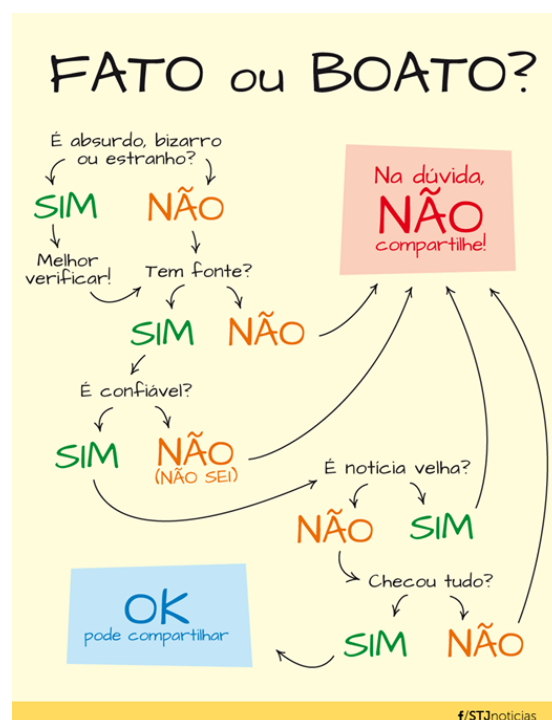 FATO ou BOATO?
É absurdo, bizarro
ou estranho?
SIM
NÃO
Melhor
verificar!
Tem fonte?
SIM
NÃO
Na dúvida,
NÃO
compartilhe!
É confiável?
SIM
NÃO
(NÃO SEI)
É notícia velha?
NÃO
SIM
Checou tudo?
SIM
NÃO
OK
pode compartilhar
f/STJnoticias